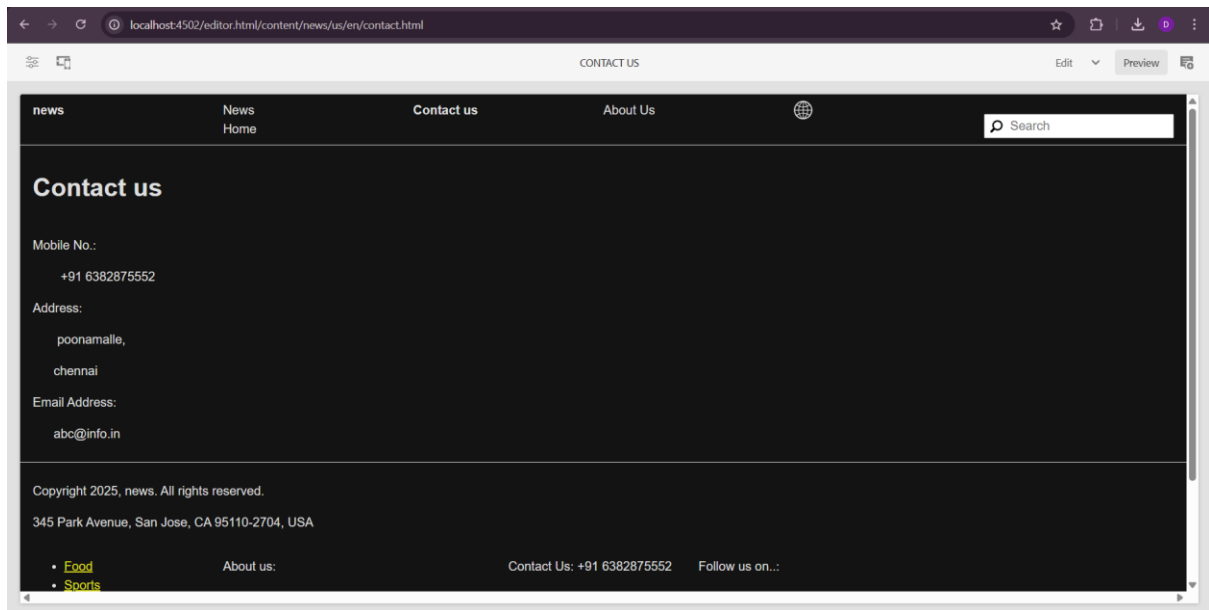 localhost:4502/editor.html/content/news/us/en/contact.html
D
CONTACT US
Edit
Preview
news
News
Home
Contact us
About Us
Search
Contact us
Mobile No.:
+91 6382875552
Address:
poonamalle,
chennai
Email Address:
abc@info.in
Copyright 2025, news. All rights reserved.
345 Park Avenue, San Jose, CA 95110-2704, USA
• Food
• Sports
About us:
Contact Us: +91 6382875552
Follow us on..: